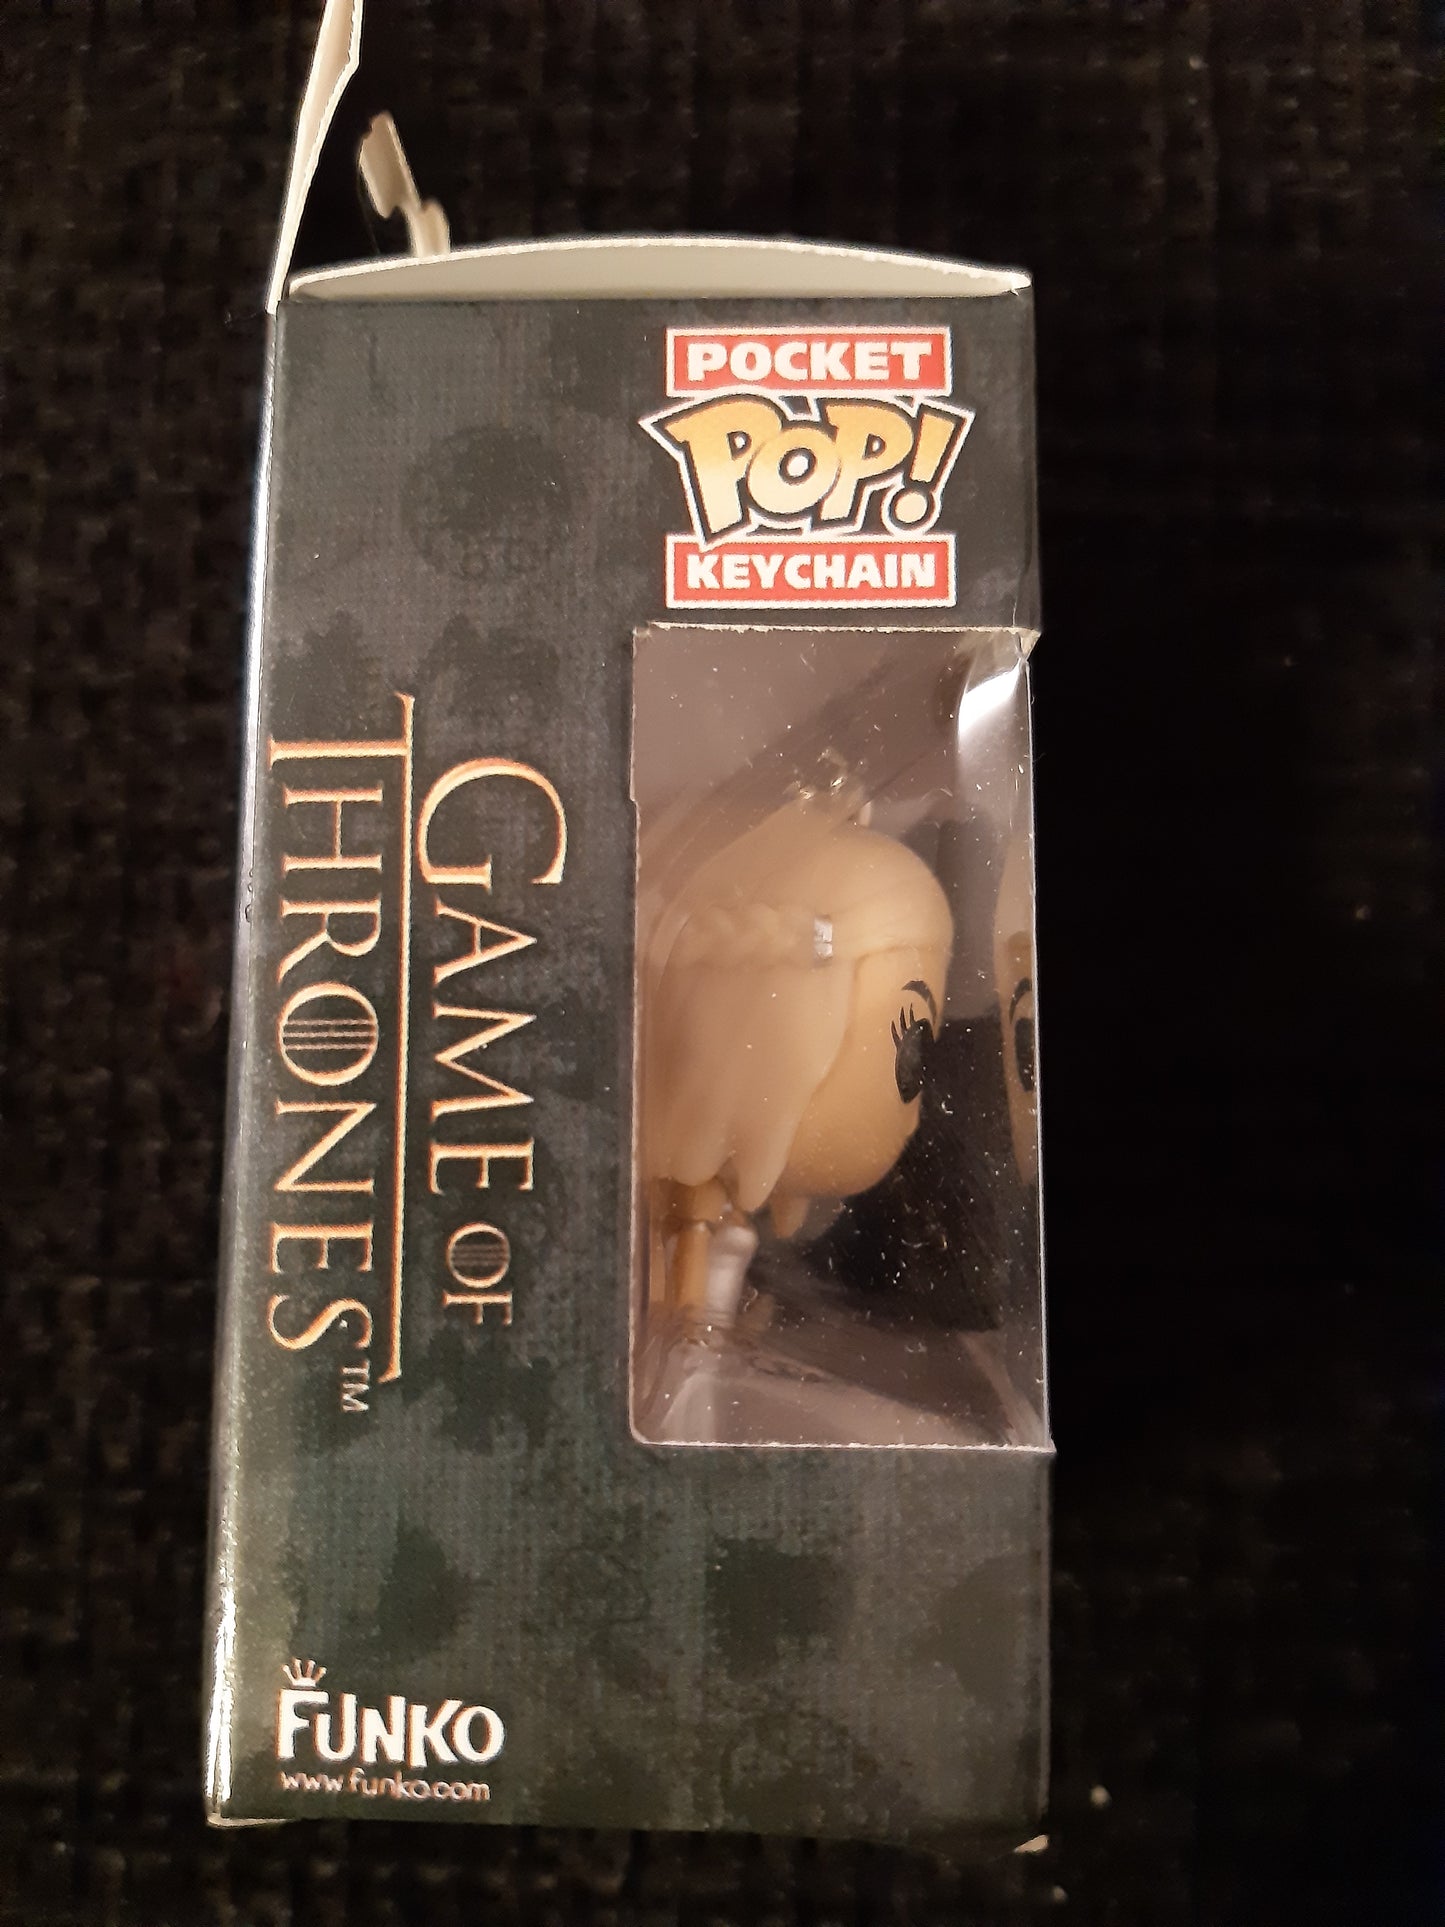 POCKET
POP!
KEYCHAIN
GAME OF
THRONES™
FUNKO
www.funko.com